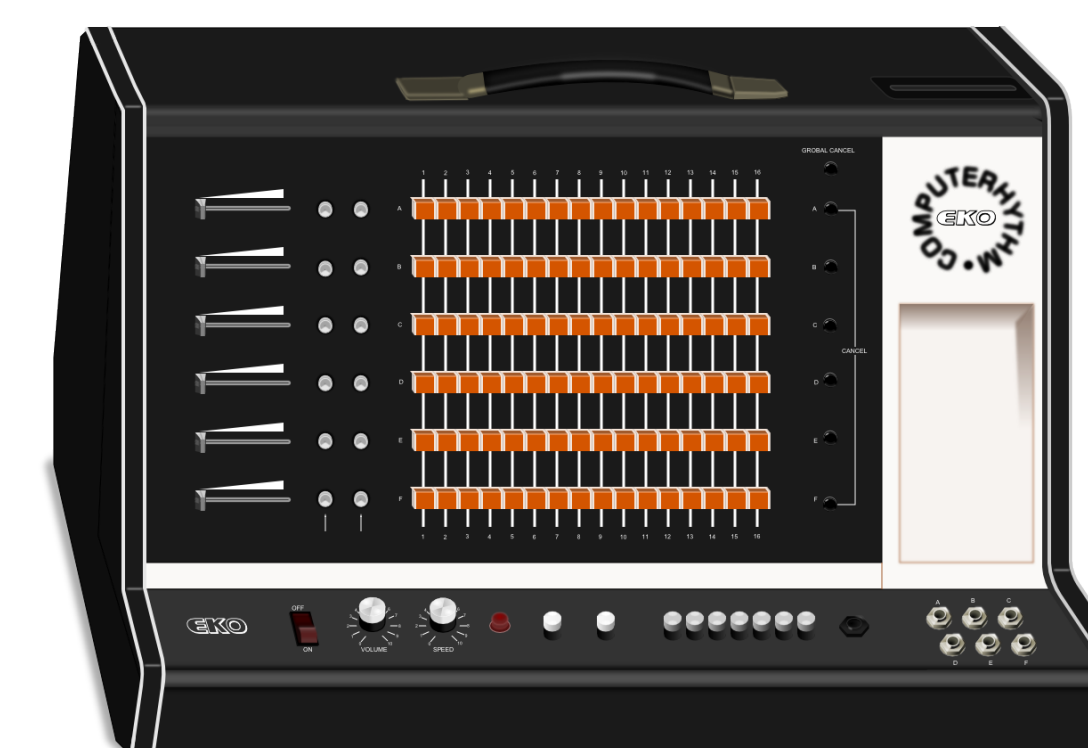 GROBAL CANCEL
1 2 3 4 5 6 7 8 9 10 11 12 13 14 15 16
COMPUTERHYTHM •
EKO
A A
B B
C C
CANCEL
D D
E E
F F
1 2 3 4 5 6 7 8 9 10 11 12 13 14 15 16
EKO
OFF
ON
VOLUME
SPEED
A B C
D E F